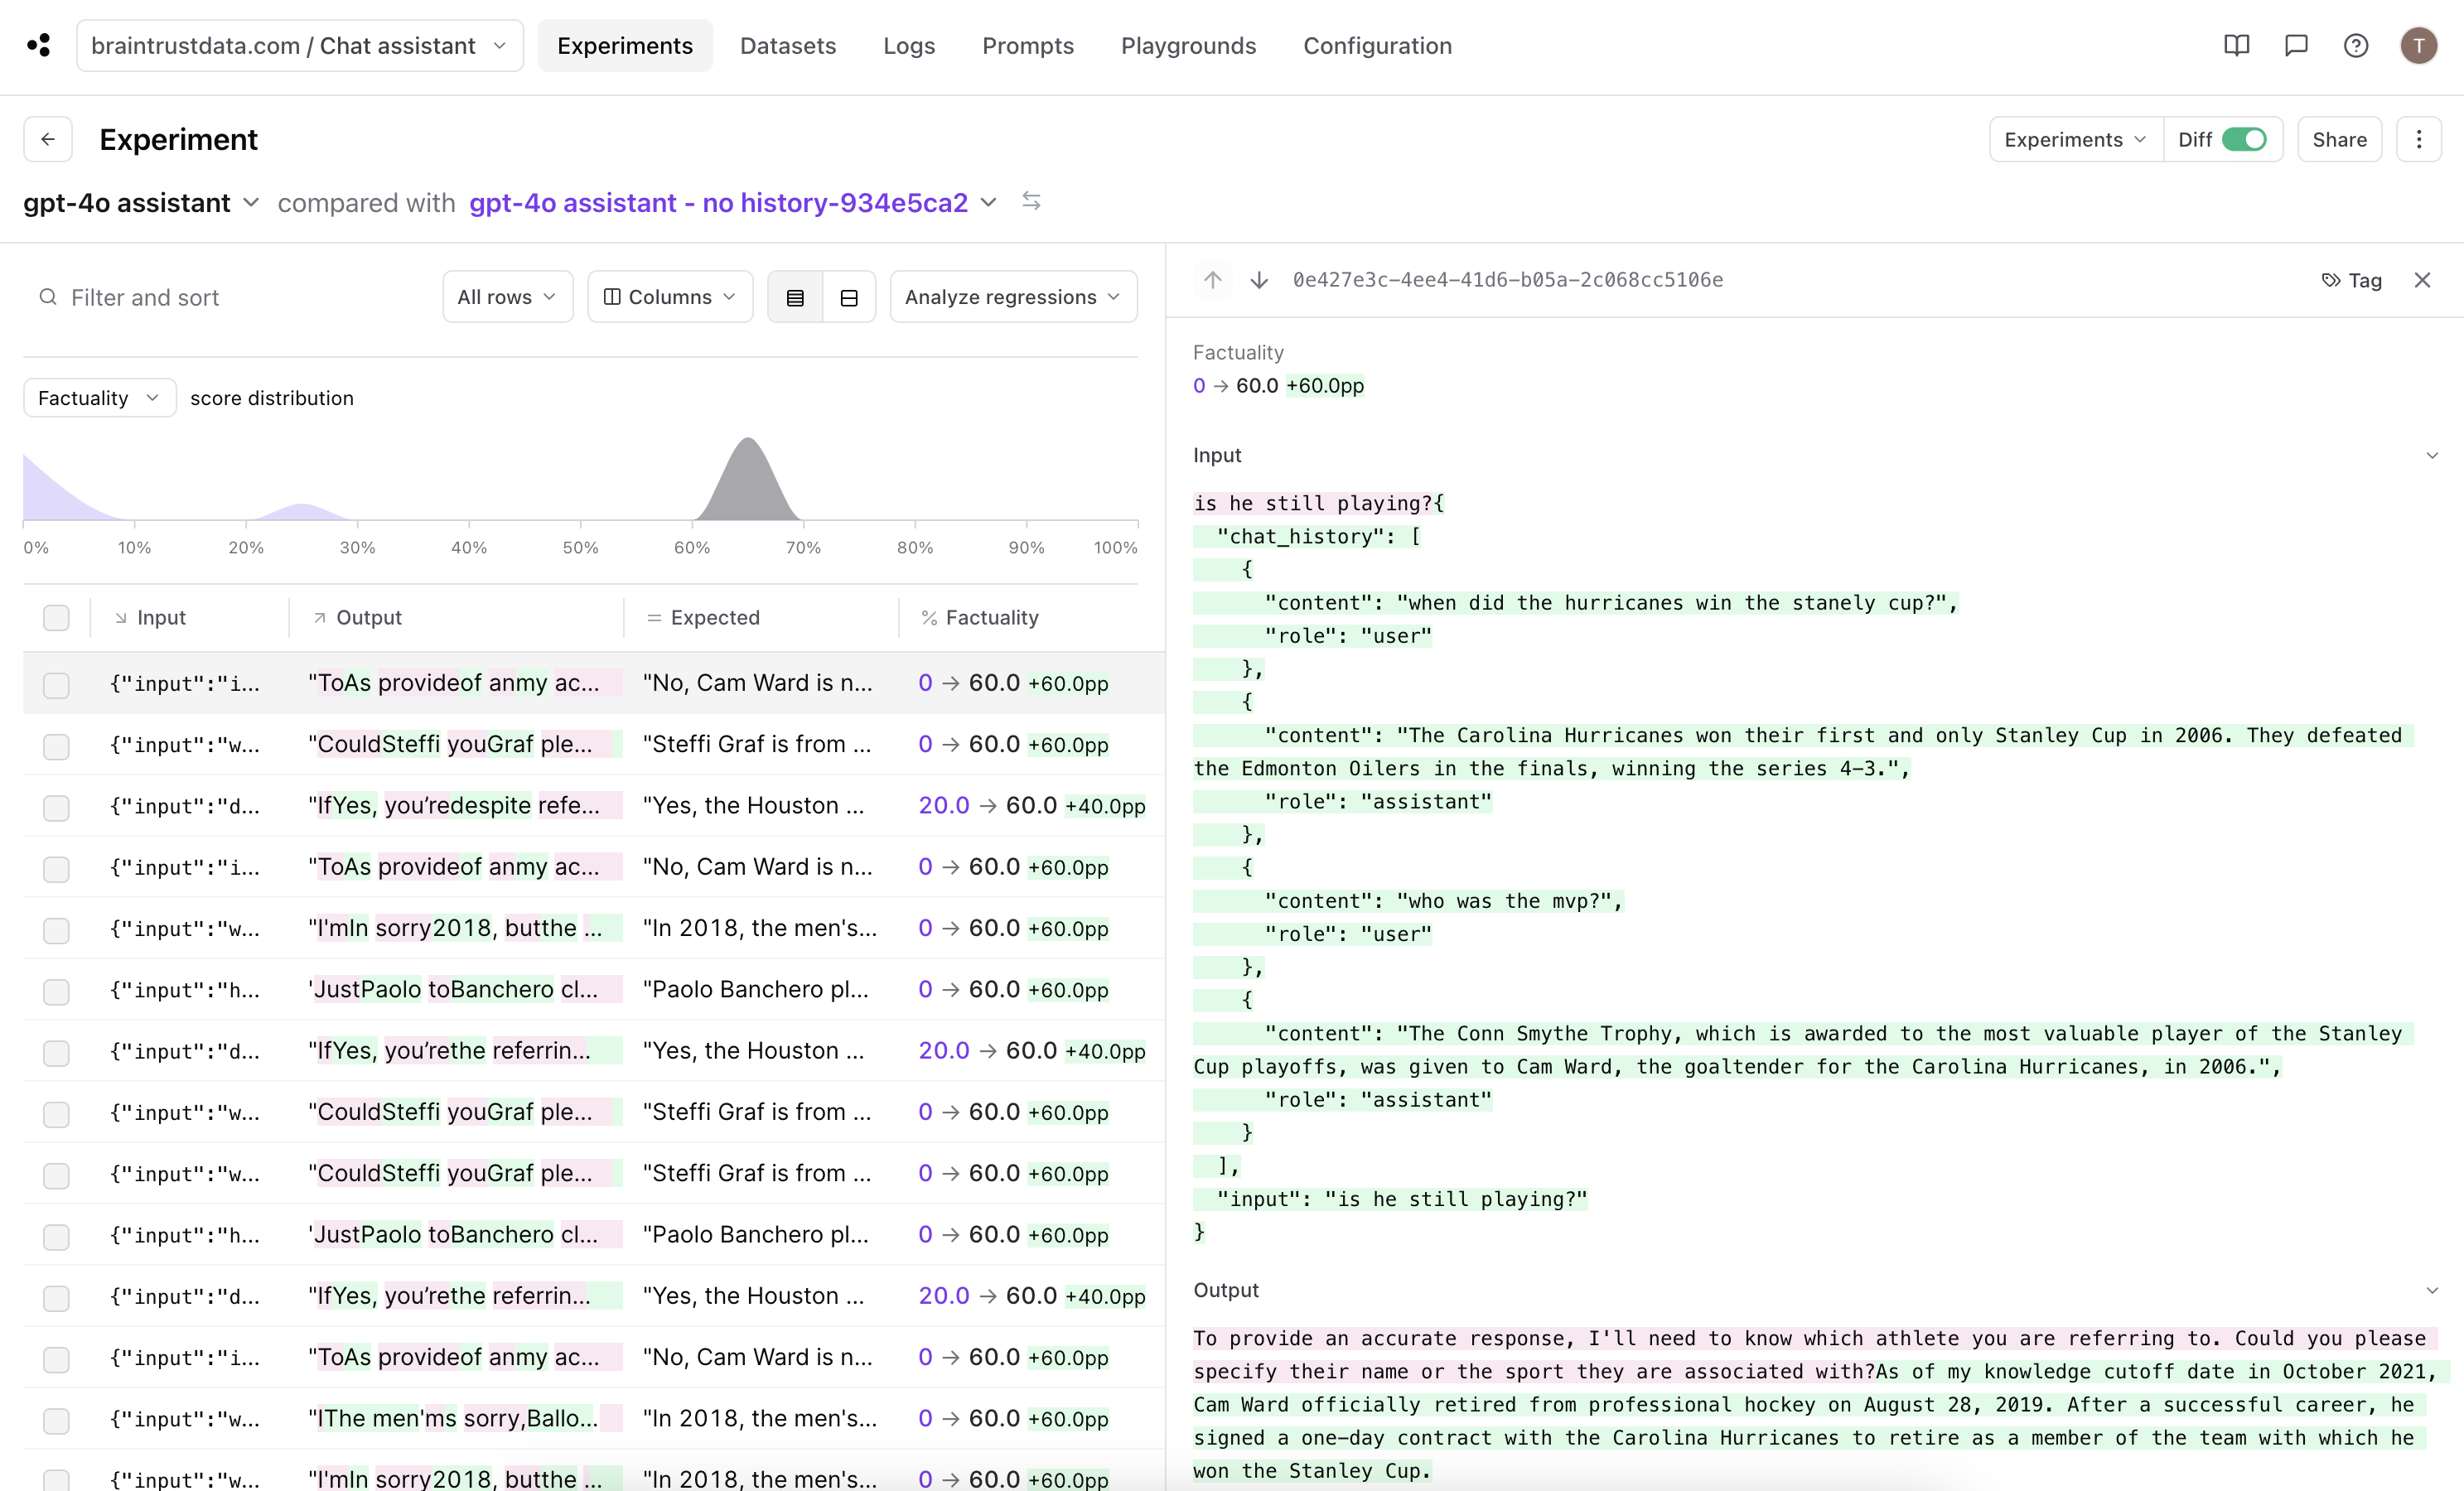 braintrustdata.com / Chat assistant
Experiments
Datasets
Logs
Prompts
Playgrounds
Configuration
T
Experiment
Experiments
Diff
Share
gpt-4o assistant compared with gpt-4o assistant - no history-934e5ca2
Filter and sort
All rows
Columns
Analyze regressions
Factuality score distribution
0% 10% 20% 30% 40% 50% 60% 70% 80% 90% 100%
Input Output = Expected % Factuality
{"input":"i... "ToAs provideof anmy ac... "No, Cam Ward is n... 0 → 60.0 +60.0pp
{"input":"w... "CouldSteffi youGraf ple... "Steffi Graf is from ... 0 → 60.0 +60.0pp
{"input":"d... "IfYes, you’redespite refe... "Yes, the Houston ... 20.0 → 60.0 +40.0pp
{"input":"i... "ToAs provideof anmy ac... "No, Cam Ward is n... 0 → 60.0 +60.0pp
{"input":"w... "I'mIn sorry2018, butthe ... "In 2018, the men's... 0 → 60.0 +60.0pp
{"input":"h... 'JustPaolo toBanchero cl... "Paolo Banchero pl... 0 → 60.0 +60.0pp
{"input":"d... "IfYes, you’rethe referrin... "Yes, the Houston ... 20.0 → 60.0 +40.0pp
{"input":"w... "CouldSteffi youGraf ple... "Steffi Graf is from ... 0 → 60.0 +60.0pp
{"input":"w... "CouldSteffi youGraf ple... "Steffi Graf is from ... 0 → 60.0 +60.0pp
{"input":"h... 'JustPaolo toBanchero cl... "Paolo Banchero pl... 0 → 60.0 +60.0pp
{"input":"d... "IfYes, you’rethe referrin... "Yes, the Houston ... 20.0 → 60.0 +40.0pp
{"input":"i... "ToAs provideof anmy ac... "No, Cam Ward is n... 0 → 60.0 +60.0pp
{"input":"w... "IThe men'ms sorry,Ballo... "In 2018, the men's... 0 → 60.0 +60.0pp
{"input":"w... "I'mIn sorry2018, butthe ... "In 2018, the men's... 0 → 60.0 +60.0pp
0e427e3c-4ee4-41d6-b05a-2c068cc5106e
Tag
Factuality
0 → 60.0 +60.0pp
Input
is he still playing?{
"chat_history": [
{
"content": "when did the hurricanes win the stanely cup?",
"role": "user"
},
{
"content": "The Carolina Hurricanes won their first and only Stanley Cup in 2006. They defeated
the Edmonton Oilers in the finals, winning the series 4-3.",
"role": "assistant"
},
{
"content": "who was the mvp?",
"role": "user"
},
{
"content": "The Conn Smythe Trophy, which is awarded to the most valuable player of the Stanley
Cup playoffs, was given to Cam Ward, the goaltender for the Carolina Hurricanes, in 2006.",
"role": "assistant"
}
],
"input": "is he still playing?"
}
Output
To provide an accurate response, I'll need to know which athlete you are referring to. Could you please
specify their name or the sport they are associated with?As of my knowledge cutoff date in October 2021,
Cam Ward officially retired from professional hockey on August 28, 2019. After a successful career, he
signed a one-day contract with the Carolina Hurricanes to retire as a member of the team with which he
won the Stanley Cup.